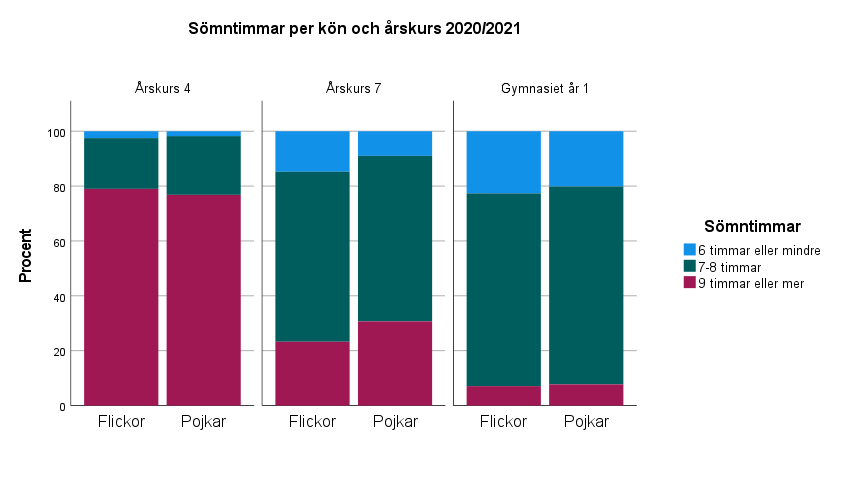 Sömntimmar per kön och årskurs 2020/2021
Årskurs 4
Årskurs 7
Gymnasiet år 1
Procent
100
80
60
40
20
0
Flickor
Pojkar
Flickor
Pojkar
Flickor
Pojkar
Sömntimmar
6 timmar eller mindre
7-8 timmar
9 timmar eller mer